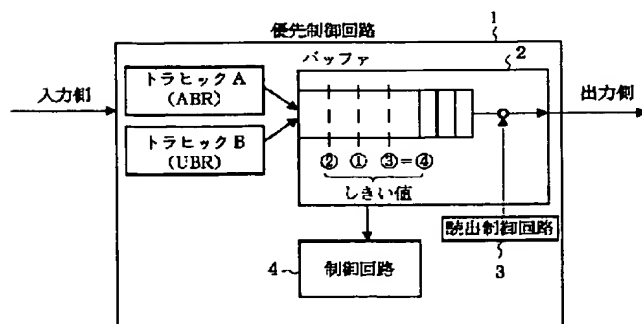 優先制御回路
1
バッファ
2
トラヒックA
(ABR)
入力側
出力側
トラヒックB
(UBR)
② ① ③=④
しきい値
読出制御回路
3
4
制御回路